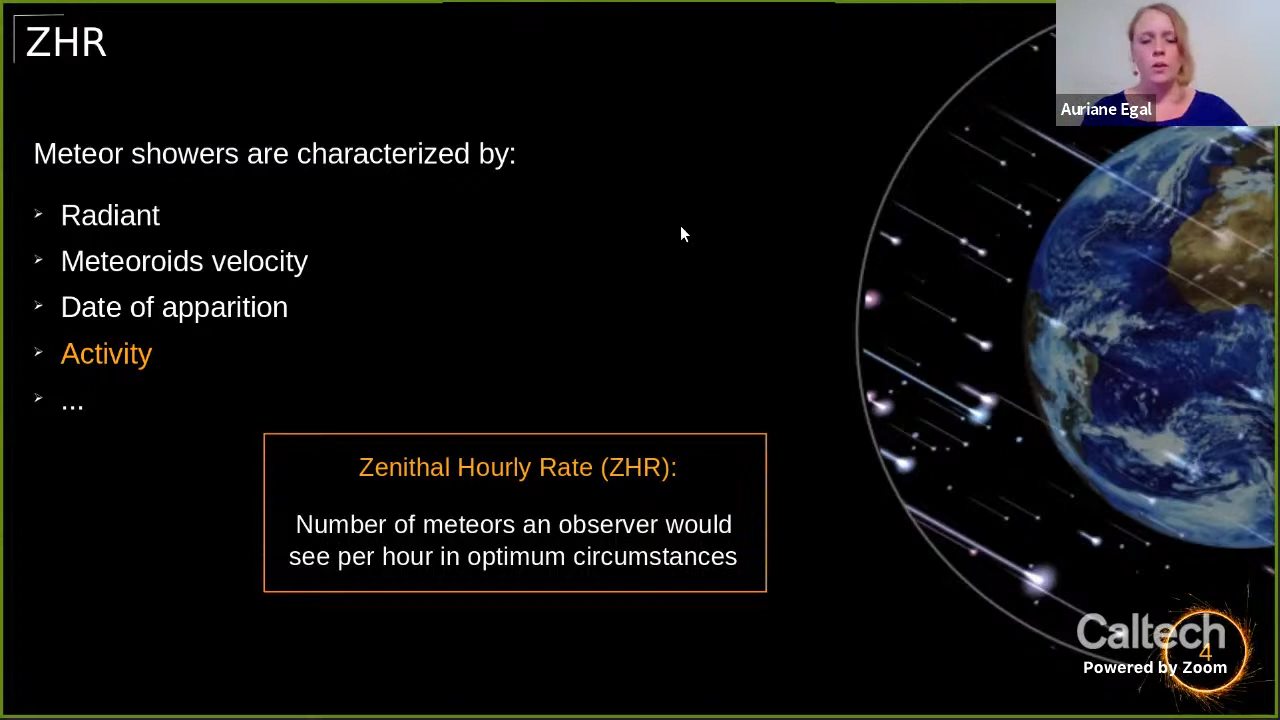 ZHR
Auriane Egal
Meteor showers are characterized by:
Radiant
Meteoroids velocity
Date of apparition
Activity
...
Zenithal Hourly Rate (ZHR):
Number of meteors an observer would
see per hour in optimum circumstances
Caltech
4
Powered by Zoom